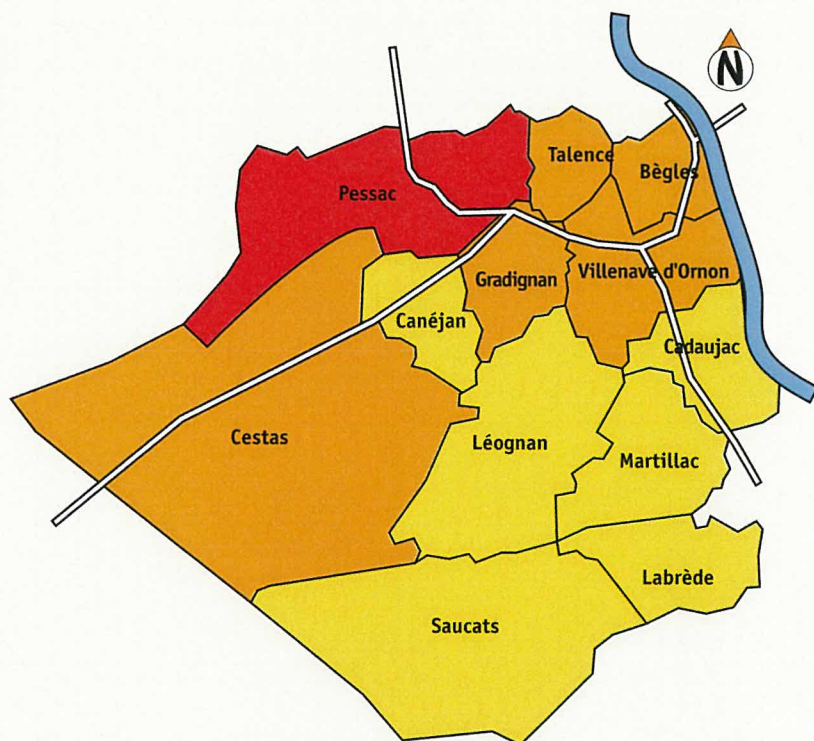 N
Talence
Bègles
Pessac
Gradignan
Villenave d'Ornon
Canéjan
Cadaujac
Cestas
Léognan
Martillac
Labrède
Saucats